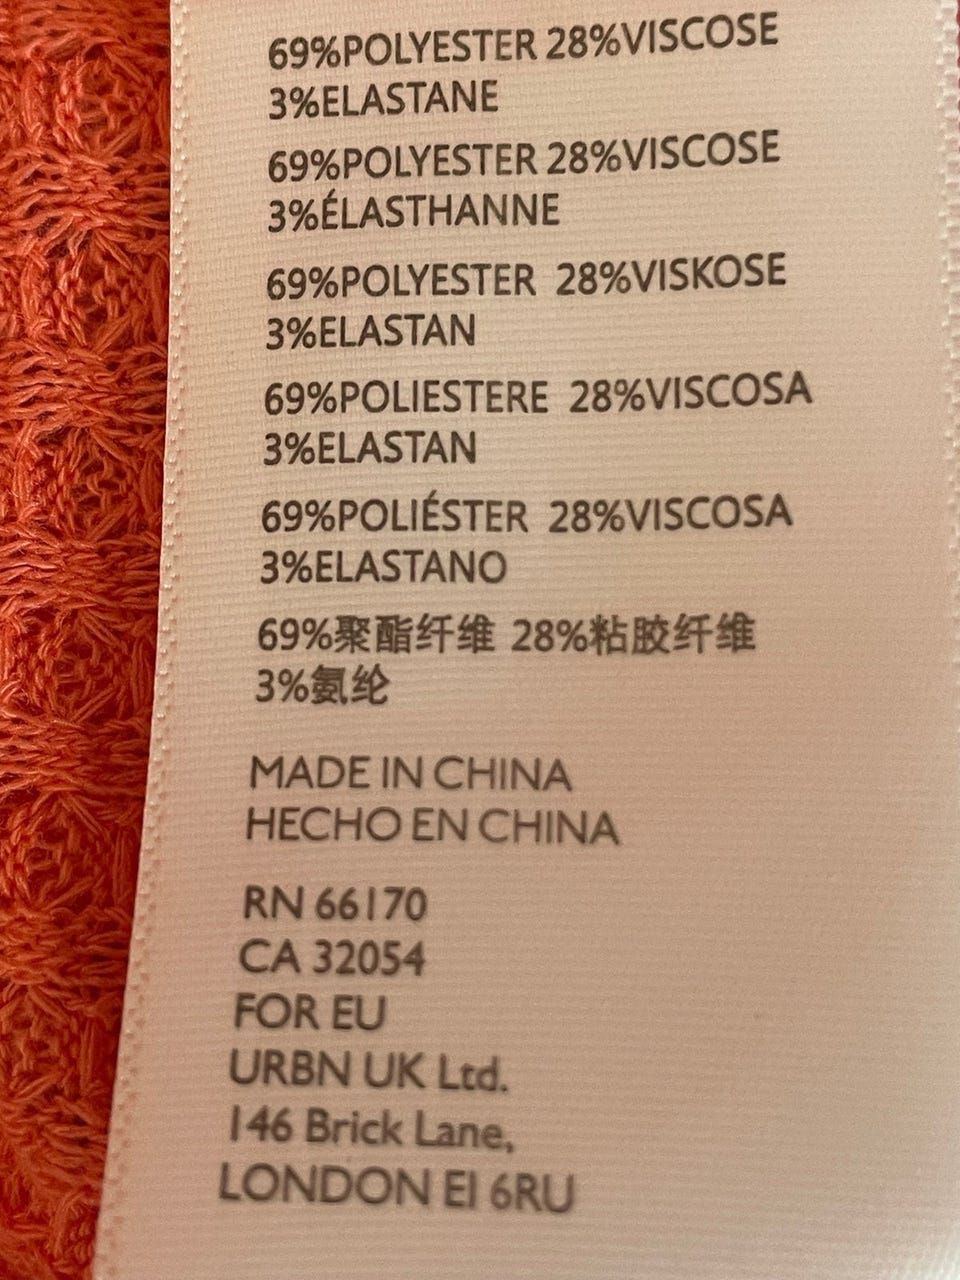 69%POLYESTER 28%VISCOSE
3%ELASTANE
69%POLYESTER 28%VISCOSE
3%ÉLASTHANNE
69%POLYESTER 28%VISKOSE
3%ELASTAN
69%POLIESTERE 28%VISCOSA
3%ELASTAN
69%POLIÉSTER 28%VISCOSA
3%ELASTANO
69%聚酯纤维 28%粘胶纤维
3%氨纶
MADE IN CHINA
HECHO EN CHINA
RN 66170
CA 32054
FOR EU
URBN UK Ltd.
146 Brick Lane,
LONDON E1 6RU